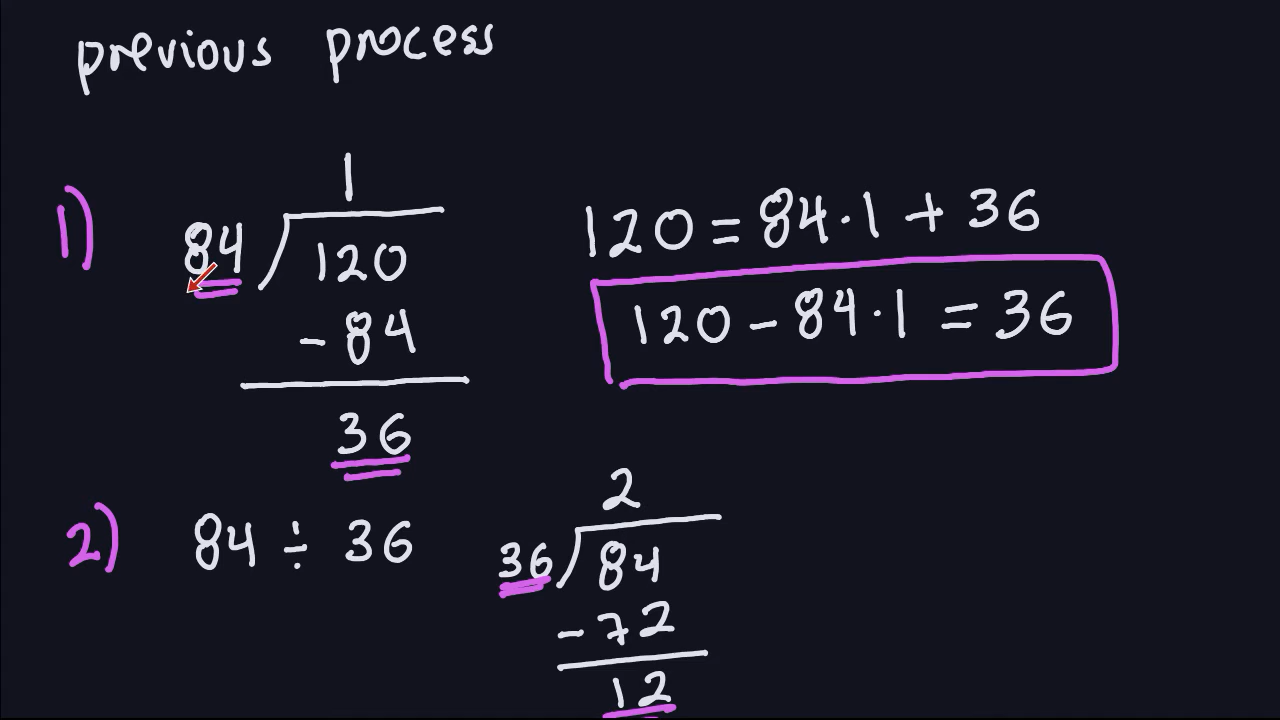 previous process
1)
1
84 120
- 84
36
120 = 84 · 1 + 36
120 - 84 · 1 = 36
2) 84 ÷ 36
2
36 84
- 72
12